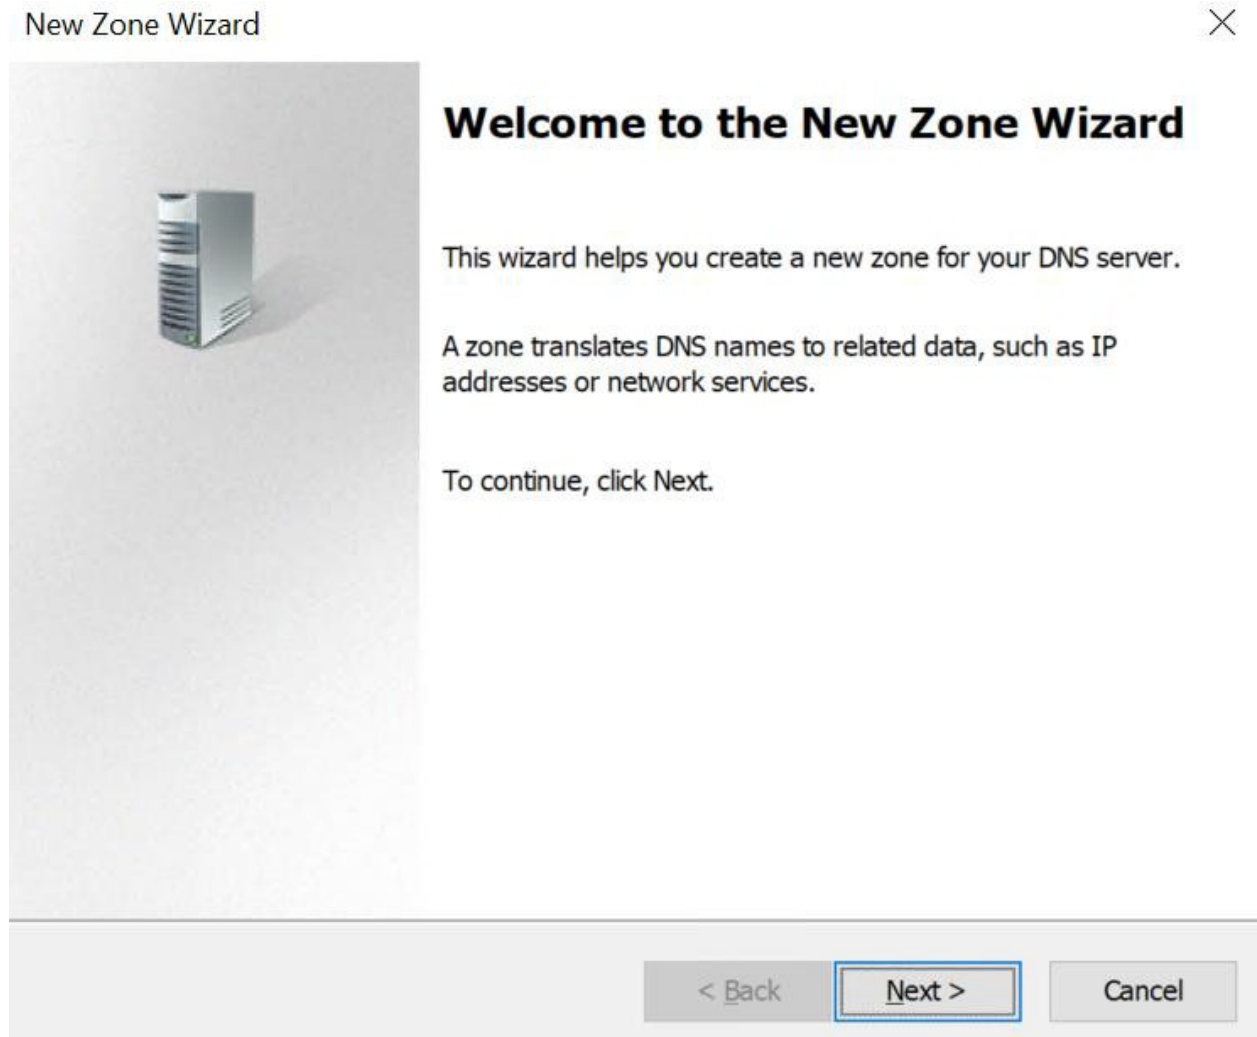 New Zone Wizard
Welcome to the New Zone Wizard
This wizard helps you create a new zone for your DNS server.
A zone translates DNS names to related data, such as IP
addresses or network services.
To continue, click Next.
< Back
Next >
Cancel